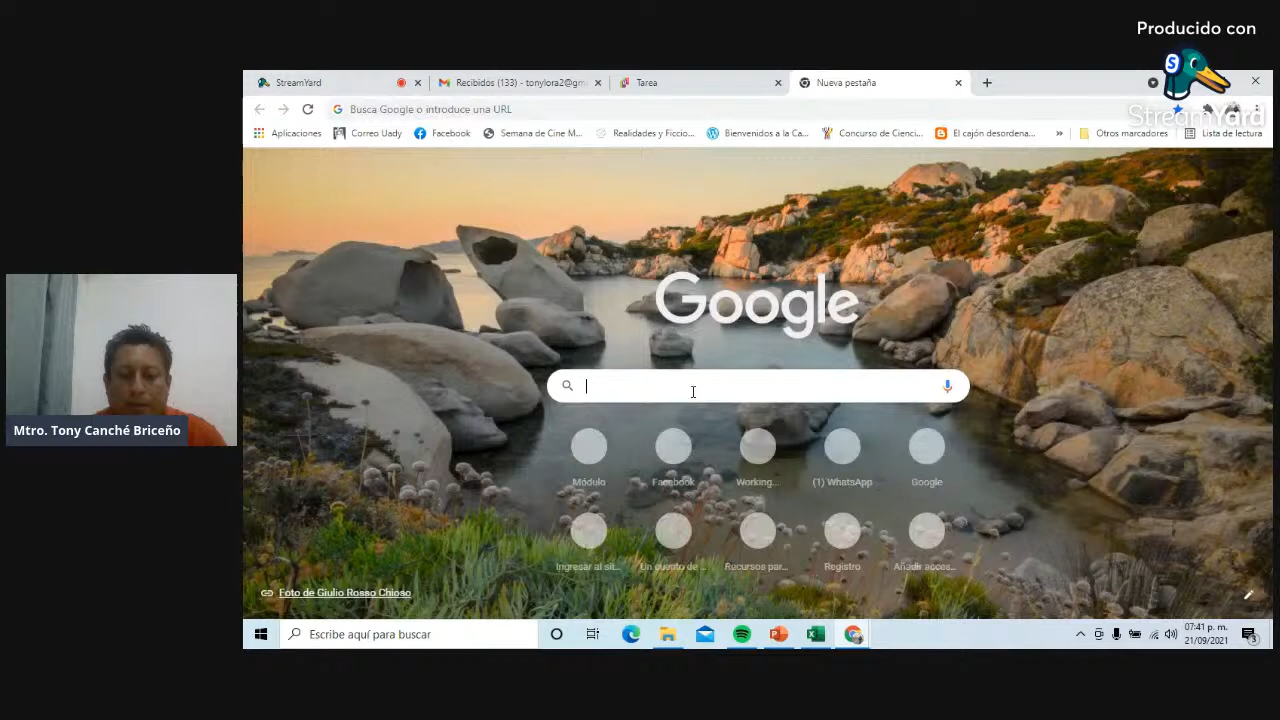 Producido con
StreamYard
StreamYard
Recibidos (133) - tonylora2@gm
Tarea
Nueva pestaña
Busca Google o introduce una URL
Aplicaciones
Correo Uady
Facebook
Semana de Cine M...
Realidades y Ficcio...
Bienvenidos a la Ca...
Concurso de Cienci...
El cajón desordena...
»
Otros marcadores
Lista de lectura
Google
Módulo
Facebook
Working...
(1) WhatsApp
Google
Ingresar al sit...
Un cuento de ...
Recursos par...
Registro
Añadir acces...
Foto de Giulio Rosso Chioso
Mtro. Tony Canché Briceño
Escribe aquí para buscar
07:41 p. m.
21/09/2021
3